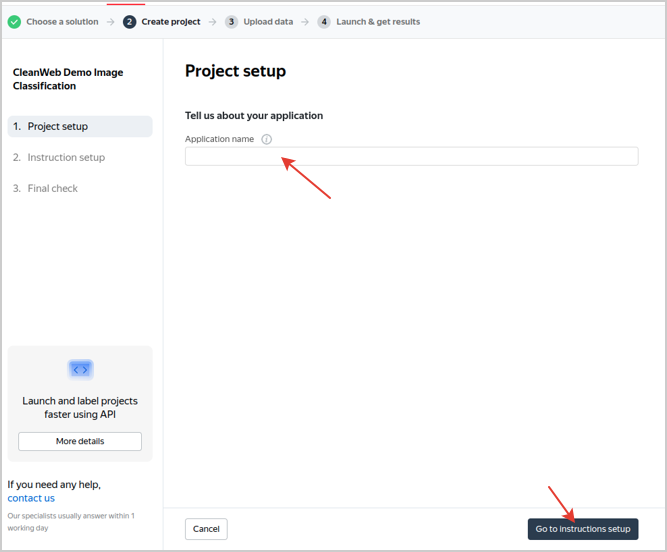 Choose a solution → 2 Create project → 3 Upload data → 4 Launch & get results
CleanWeb Demo Image
Classification
1. Project setup
2. Instruction setup
3. Final check
Launch and label projects
faster using API
More details
If you need any help,
contact us
Our specialists usually answer within 1
working day
Project setup
Tell us about your application
Application name
Cancel
Go to instructions setup